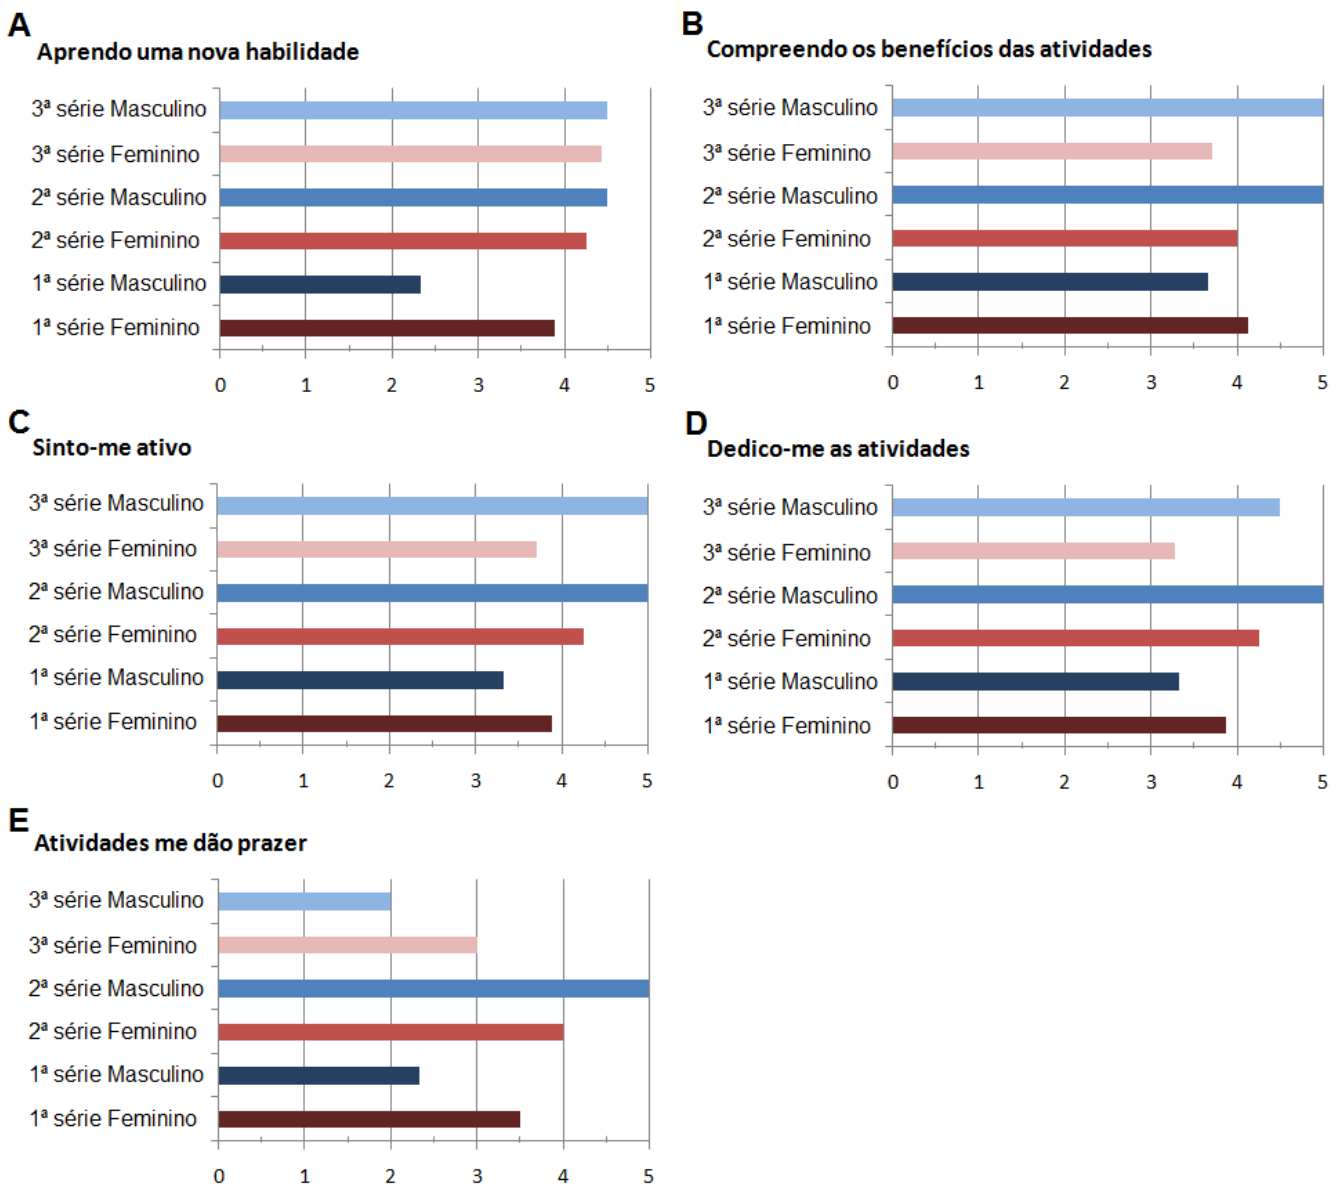 A
Aprendo uma nova habilidade
3ª série Masculino
3ª série Feminino
2ª série Masculino
2ª série Feminino
1ª série Masculino
1ª série Feminino
0 1 2 3 4 5
B
Compreendo os benefícios das atividades
3ª série Masculino
3ª série Feminino
2ª série Masculino
2ª série Feminino
1ª série Masculino
1ª série Feminino
0 1 2 3 4 5
C
Sinto-me ativo
3ª série Masculino
3ª série Feminino
2ª série Masculino
2ª série Feminino
1ª série Masculino
1ª série Feminino
0 1 2 3 4 5
D
Dedico-me as atividades
3ª série Masculino
3ª série Feminino
2ª série Masculino
2ª série Feminino
1ª série Masculino
1ª série Feminino
0 1 2 3 4 5
E
Atividades me dão prazer
3ª série Masculino
3ª série Feminino
2ª série Masculino
2ª série Feminino
1ª série Masculino
1ª série Feminino
0 1 2 3 4 5